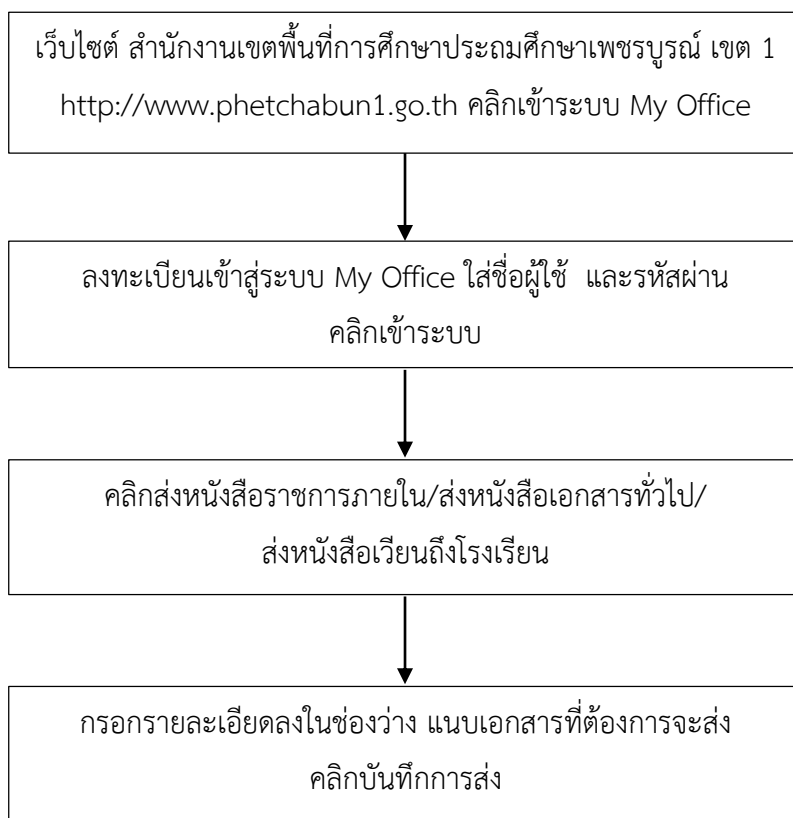 เว็บไซต์ สำนักงานเขตพื้นที่การศึกษาประถมศึกษาเพชรบูรณ์ เขต 1
http://www.phetchabun1.go.th คลิกเข้าระบบ My Office
ลงทะเบียนเข้าสู่ระบบ My Office ใส่ชื่อผู้ใช้ และรหัสผ่าน
คลิกเข้าระบบ
คลิกส่งหนังสือราชการภายใน/ส่งหนังสือเอกสารทั่วไป/
ส่งหนังสือเวียนถึงโรงเรียน
กรอกรายละเอียดลงในช่องว่าง แนบเอกสารที่ต้องการจะส่ง
คลิกบันทึกการส่ง